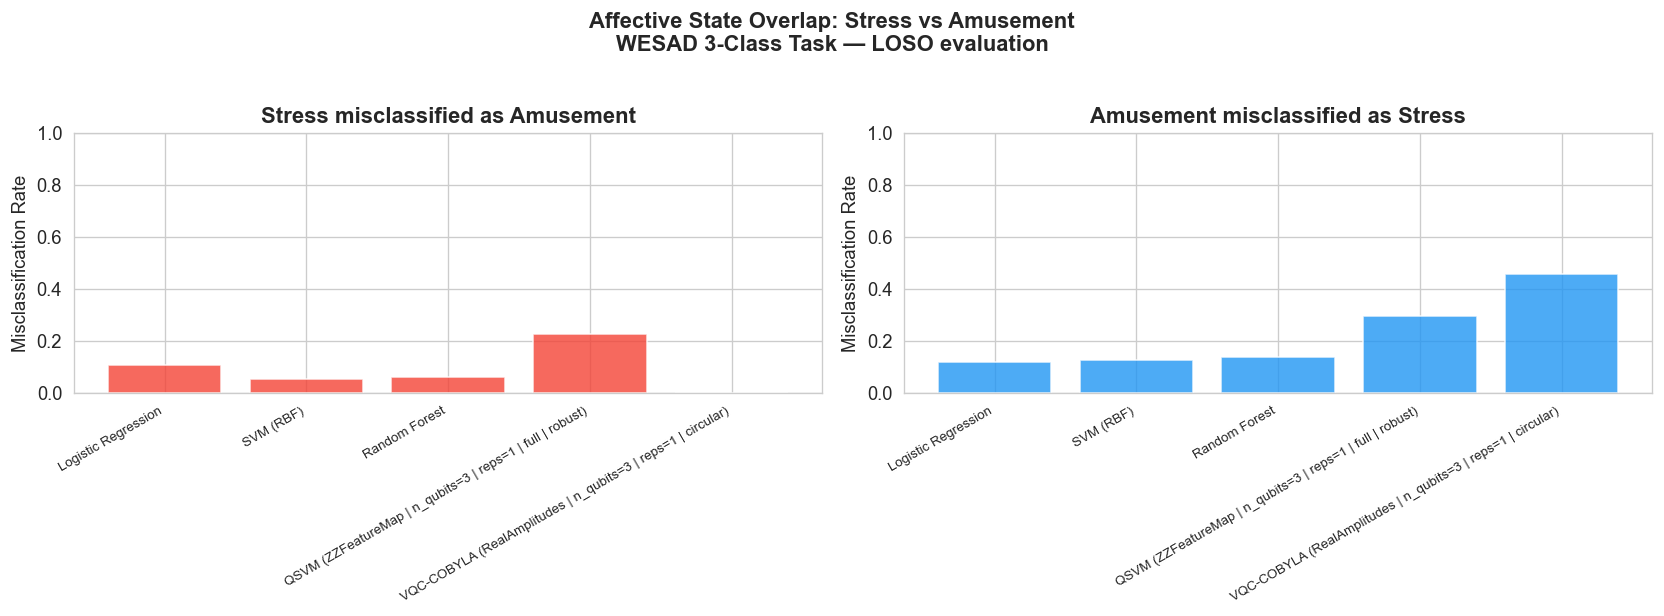 Affective State Overlap: Stress vs Amusement
WESAD 3-Class Task — LOSO evaluation
Stress misclassified as Amusement
Misclassification Rate
1.0
0.8
0.6
0.4
0.2
0.0
Logistic Regression
SVM (RBF)
Random Forest
QSVM (ZZFeatureMap | n_qubits=3 | reps=1 | full | robust)
VQC-COBYLA (RealAmplitudes | n_qubits=3 | reps=1 | circular)
Amusement misclassified as Stress
Misclassification Rate
1.0
0.8
0.6
0.4
0.2
0.0
Logistic Regression
SVM (RBF)
Random Forest
QSVM (ZZFeatureMap | n_qubits=3 | reps=1 | full | robust)
VQC-COBYLA (RealAmplitudes | n_qubits=3 | reps=1 | circular)